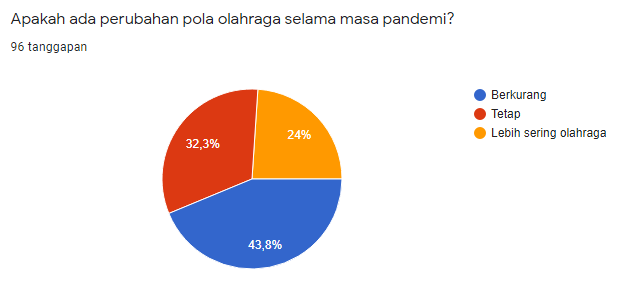 Apakah ada perubahan pola olahraga selama masa pandemi?
96 tanggapan
Berkurang
Tetap
Lebih sering olahraga
24%
32,3%
43,8%